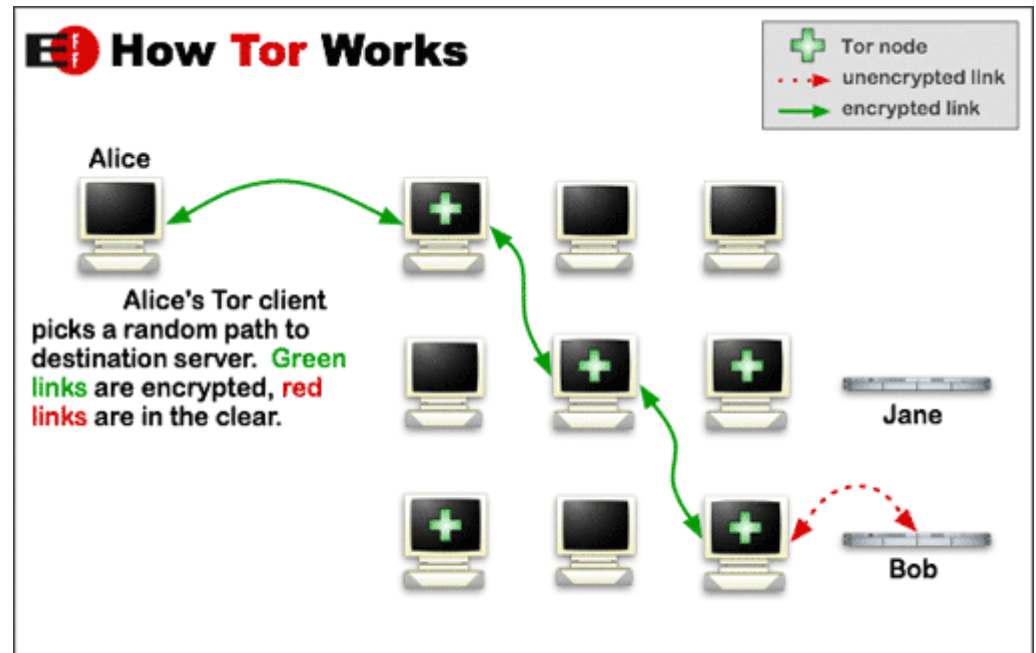 EFF How Tor Works
Tor node
unencrypted link
encrypted link
Alice
Alice's Tor client
picks a random path to
destination server. Green
links are encrypted, red
links are in the clear.
Jane
Bob